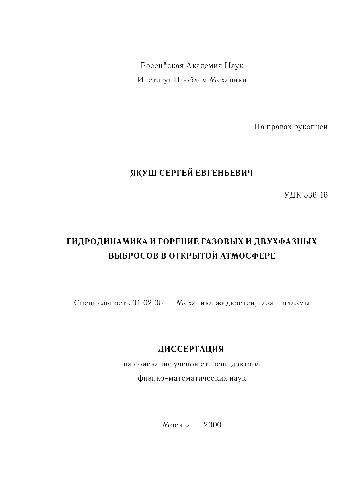 Российская Академия Наук
Институт Проблем Механики
На правах рукописи
ЯКУШ СЕРГЕЙ ЕВГЕНЬЕВИЧ
УДК 536.46
ГИДРОДИНАМИКА И ГОРЕНИЕ ГАЗОВЫХ И ДВУХФАЗНЫХ
ВЫБРОСОВ В ОТКРЫТОЙ АТМОСФЕРЕ
Специальность 01.02.05 Механика жидкостей, газа и плазмы
ДИССЕРТАЦИЯ
на соискание ученой степени доктора
физико-математических наук
Москва 2000